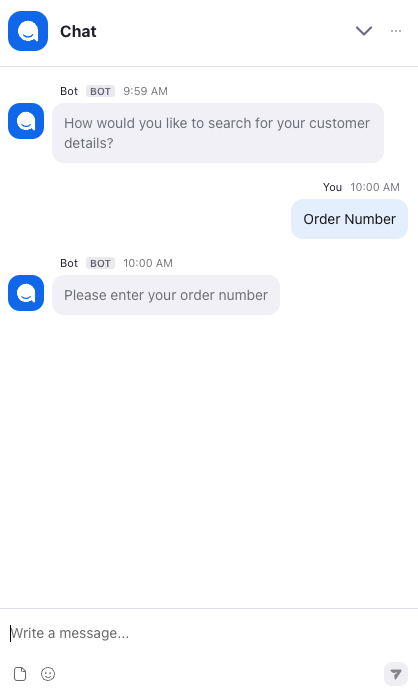 Chat
Bot BOT 9:59 AM
How would you like to search for your customer
details?
You 10:00 AM
Order Number
Bot BOT 10:00 AM
Please enter your order number
Write a message...